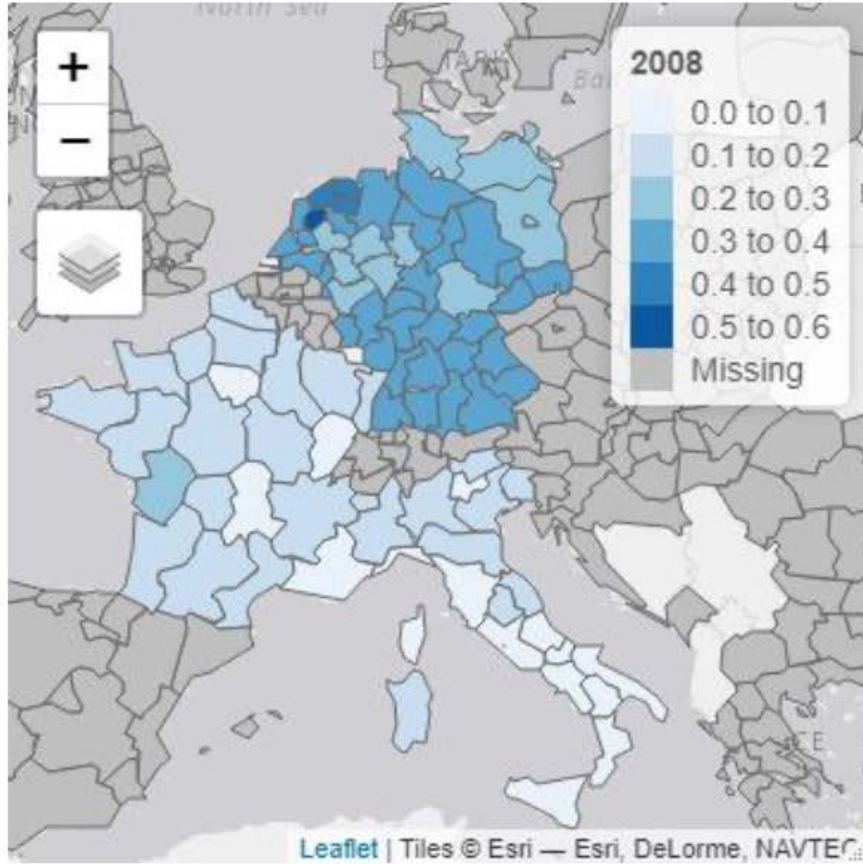 North Sea
+
−
2008
0.0 to 0.1
0.1 to 0.2
0.2 to 0.3
0.3 to 0.4
0.4 to 0.5
0.5 to 0.6
Missing
Leaflet | Tiles © Esri — Esri, DeLorme, NAVTEQ